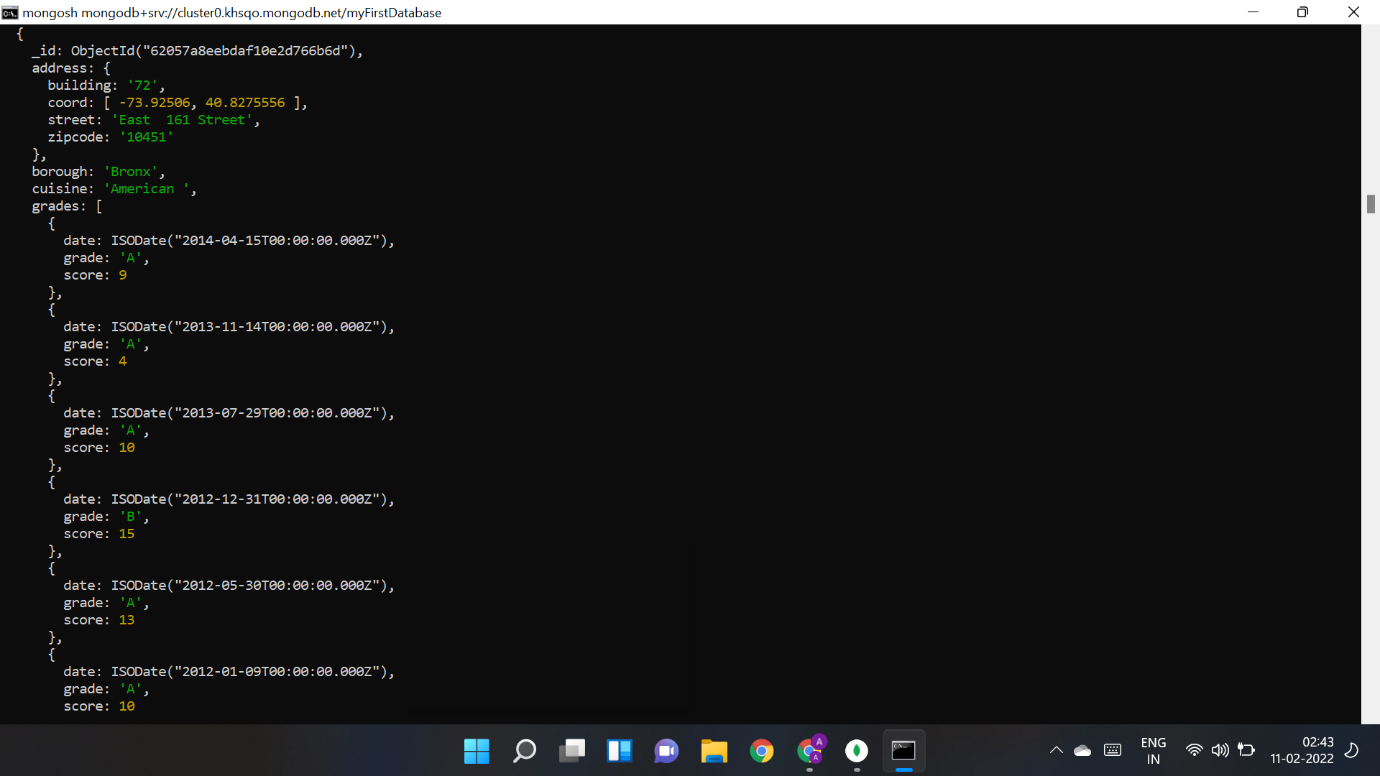 mongosh mongodb+srv://cluster0.khsqo.mongodb.net/myFirstDatabase
{
_id: ObjectId("62057a8eebdaf10e2d766b6d"),
address: {
building: '72',
coord: [ -73.92506, 40.8275556 ],
street: 'East  161 Street',
zipcode: '10451'
},
borough: 'Bronx',
cuisine: 'American ',
grades: [
{
date: ISODate("2014-04-15T00:00:00.000Z"),
grade: 'A',
score: 9
},
{
date: ISODate("2013-11-14T00:00:00.000Z"),
grade: 'A',
score: 4
},
{
date: ISODate("2013-07-29T00:00:00.000Z"),
grade: 'A',
score: 10
},
{
date: ISODate("2012-12-31T00:00:00.000Z"),
grade: 'B',
score: 15
},
{
date: ISODate("2012-05-30T00:00:00.000Z"),
grade: 'A',
score: 13
},
{
date: ISODate("2012-01-09T00:00:00.000Z"),
grade: 'A',
score: 10
A
A
ENG
IN
02:43
11-02-2022